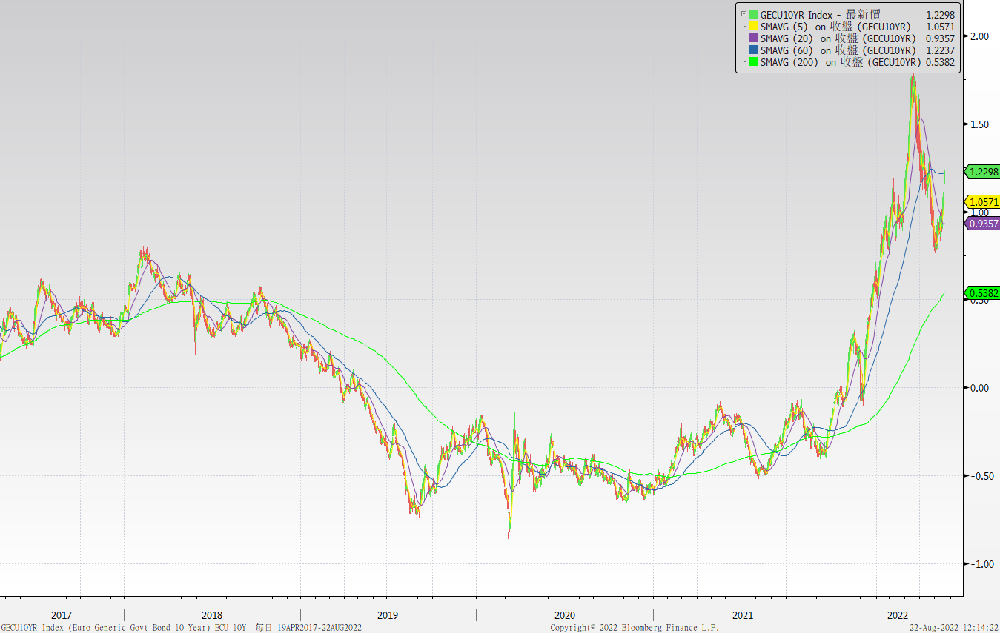 GECU10YR Index - 最新價 1.2298
SMAVG (5) on 收盤 (GECU10YR) 1.0571
SMAVG (20) on 收盤 (GECU10YR) 0.9357
SMAVG (60) on 收盤 (GECU10YR) 1.2237
SMAVG (200) on 收盤 (GECU10YR) 0.5382
2.00
1.50
1.2298
1.0571
1.00
0.9357
0.5382
0.50
0.00
-0.50
-1.00
2017 2018 2019 2020 2021 2022
GECU10YR Index (Euro Generic Govt Bond 10 Year) ECU 10Y 每日 19APR2017-22AUG2022 Copyright© 2022 Bloomberg Finance L.P. 22-Aug-2022 12:14:22